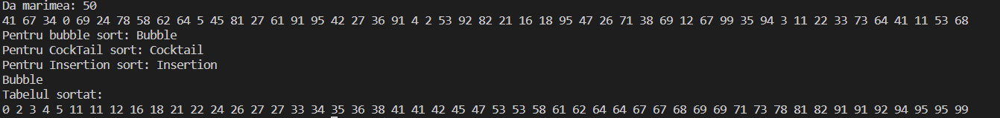 Da marimea: 50
41 67 34 0 69 24 78 58 62 64 5 45 81 27 61 91 95 42 27 36 91 4 2 53 92 82 21 16 18 95 47 26 71 38 69 12 67 99 35 94 3 11 22 33 73 64 41 11 53 68
Pentru bubble sort: Bubble
Pentru CockTail sort: Cocktail
Pentru Insertion sort: Insertion
Bubble
Tabelul sortat:
0 2 3 4 5 11 11 12 16 18 21 22 24 26 27 27 33 34 35 36 38 41 41 42 45 47 53 53 58 61 62 64 64 67 67 68 69 69 71 73 78 81 82 91 91 92 94 95 95 99